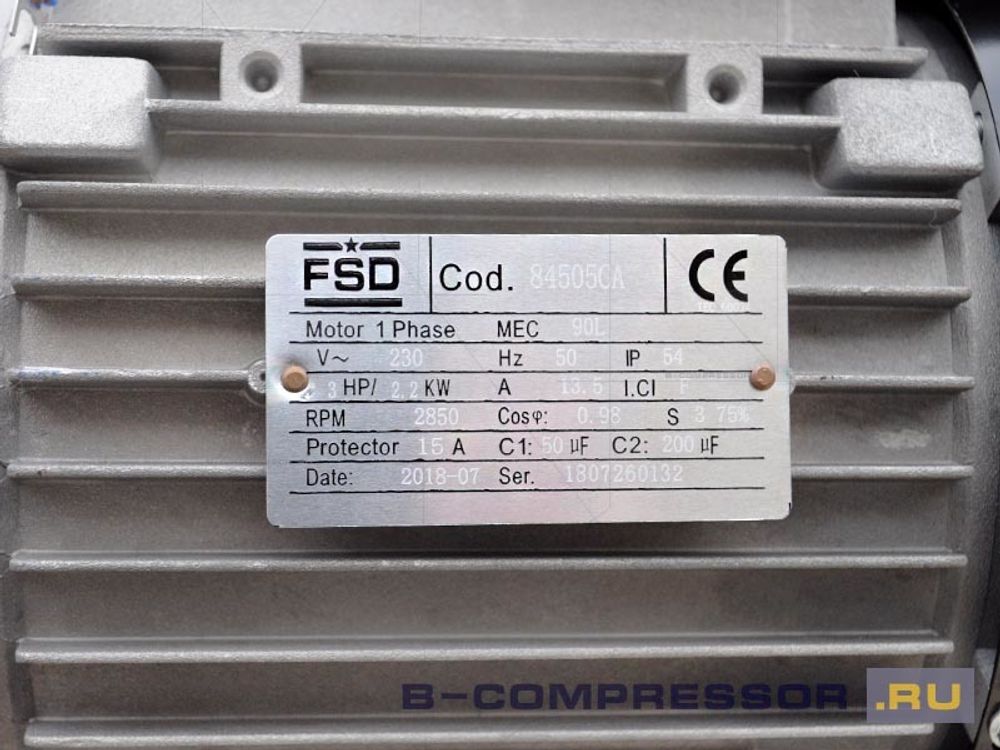 FSD Cod. 84505CA CE
Motor 1 Phase MEC 90L
V~ 230 Hz 50 IP 54
3 HP/ 2.2 KW A 13.5 I.Cl F
RPM 2850 Cosφ: 0.98 S 3 75%
Protector 15 A C1: 50 µF C2: 200 µF
Date: 2018-07 Ser. 1807260132
B-COMPRESSOR.RU